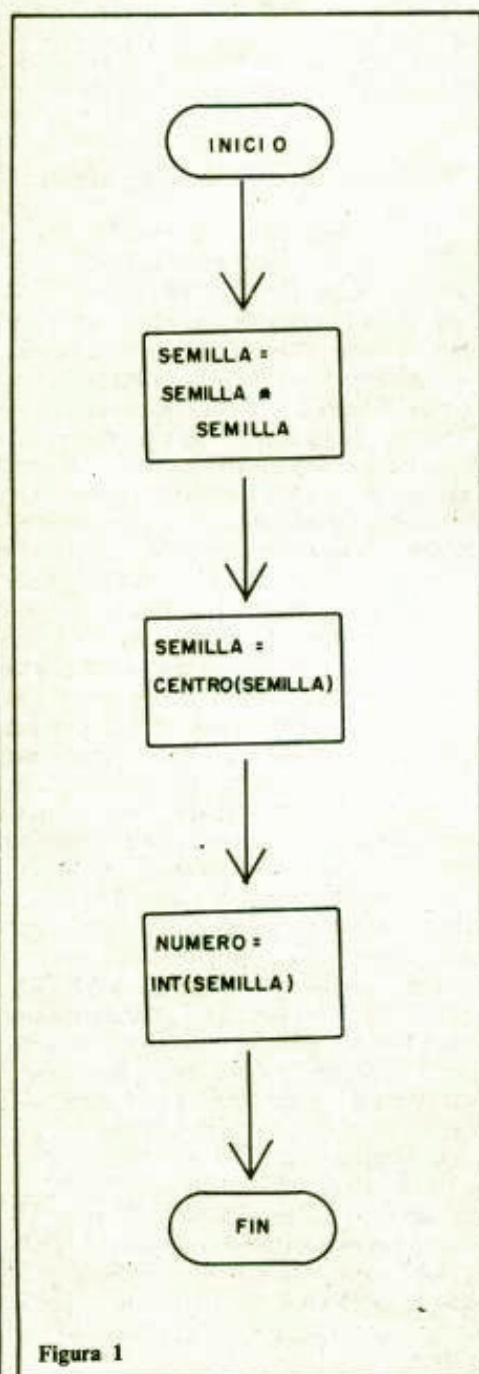 INICIO
SEMILLA =
SEMILLA *
SEMILLA
SEMILLA =
CENTRO(SEMILLA)
NUMERO =
INT(SEMILLA)
FIN
Figura 1